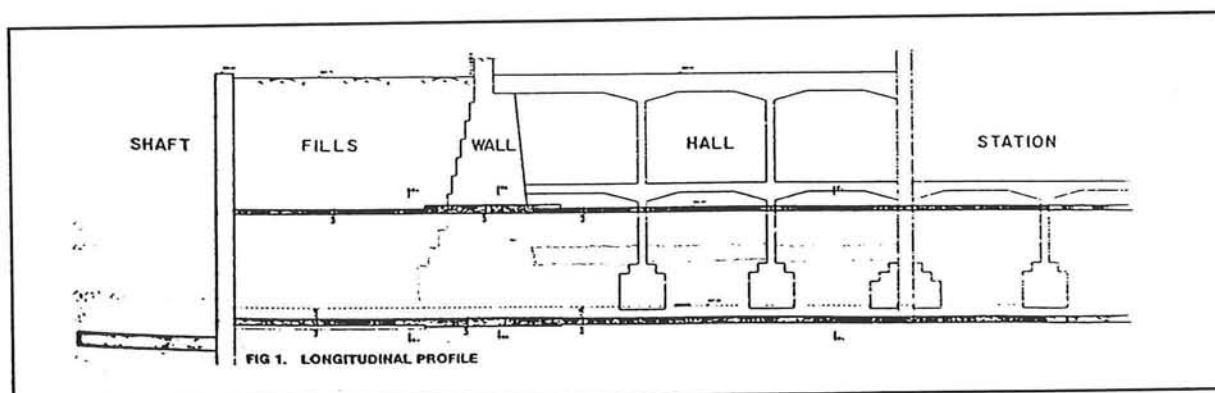 SHAFT
FILLS
WALL
HALL
STATION
FIG 1. LONGITUDINAL PROFILE